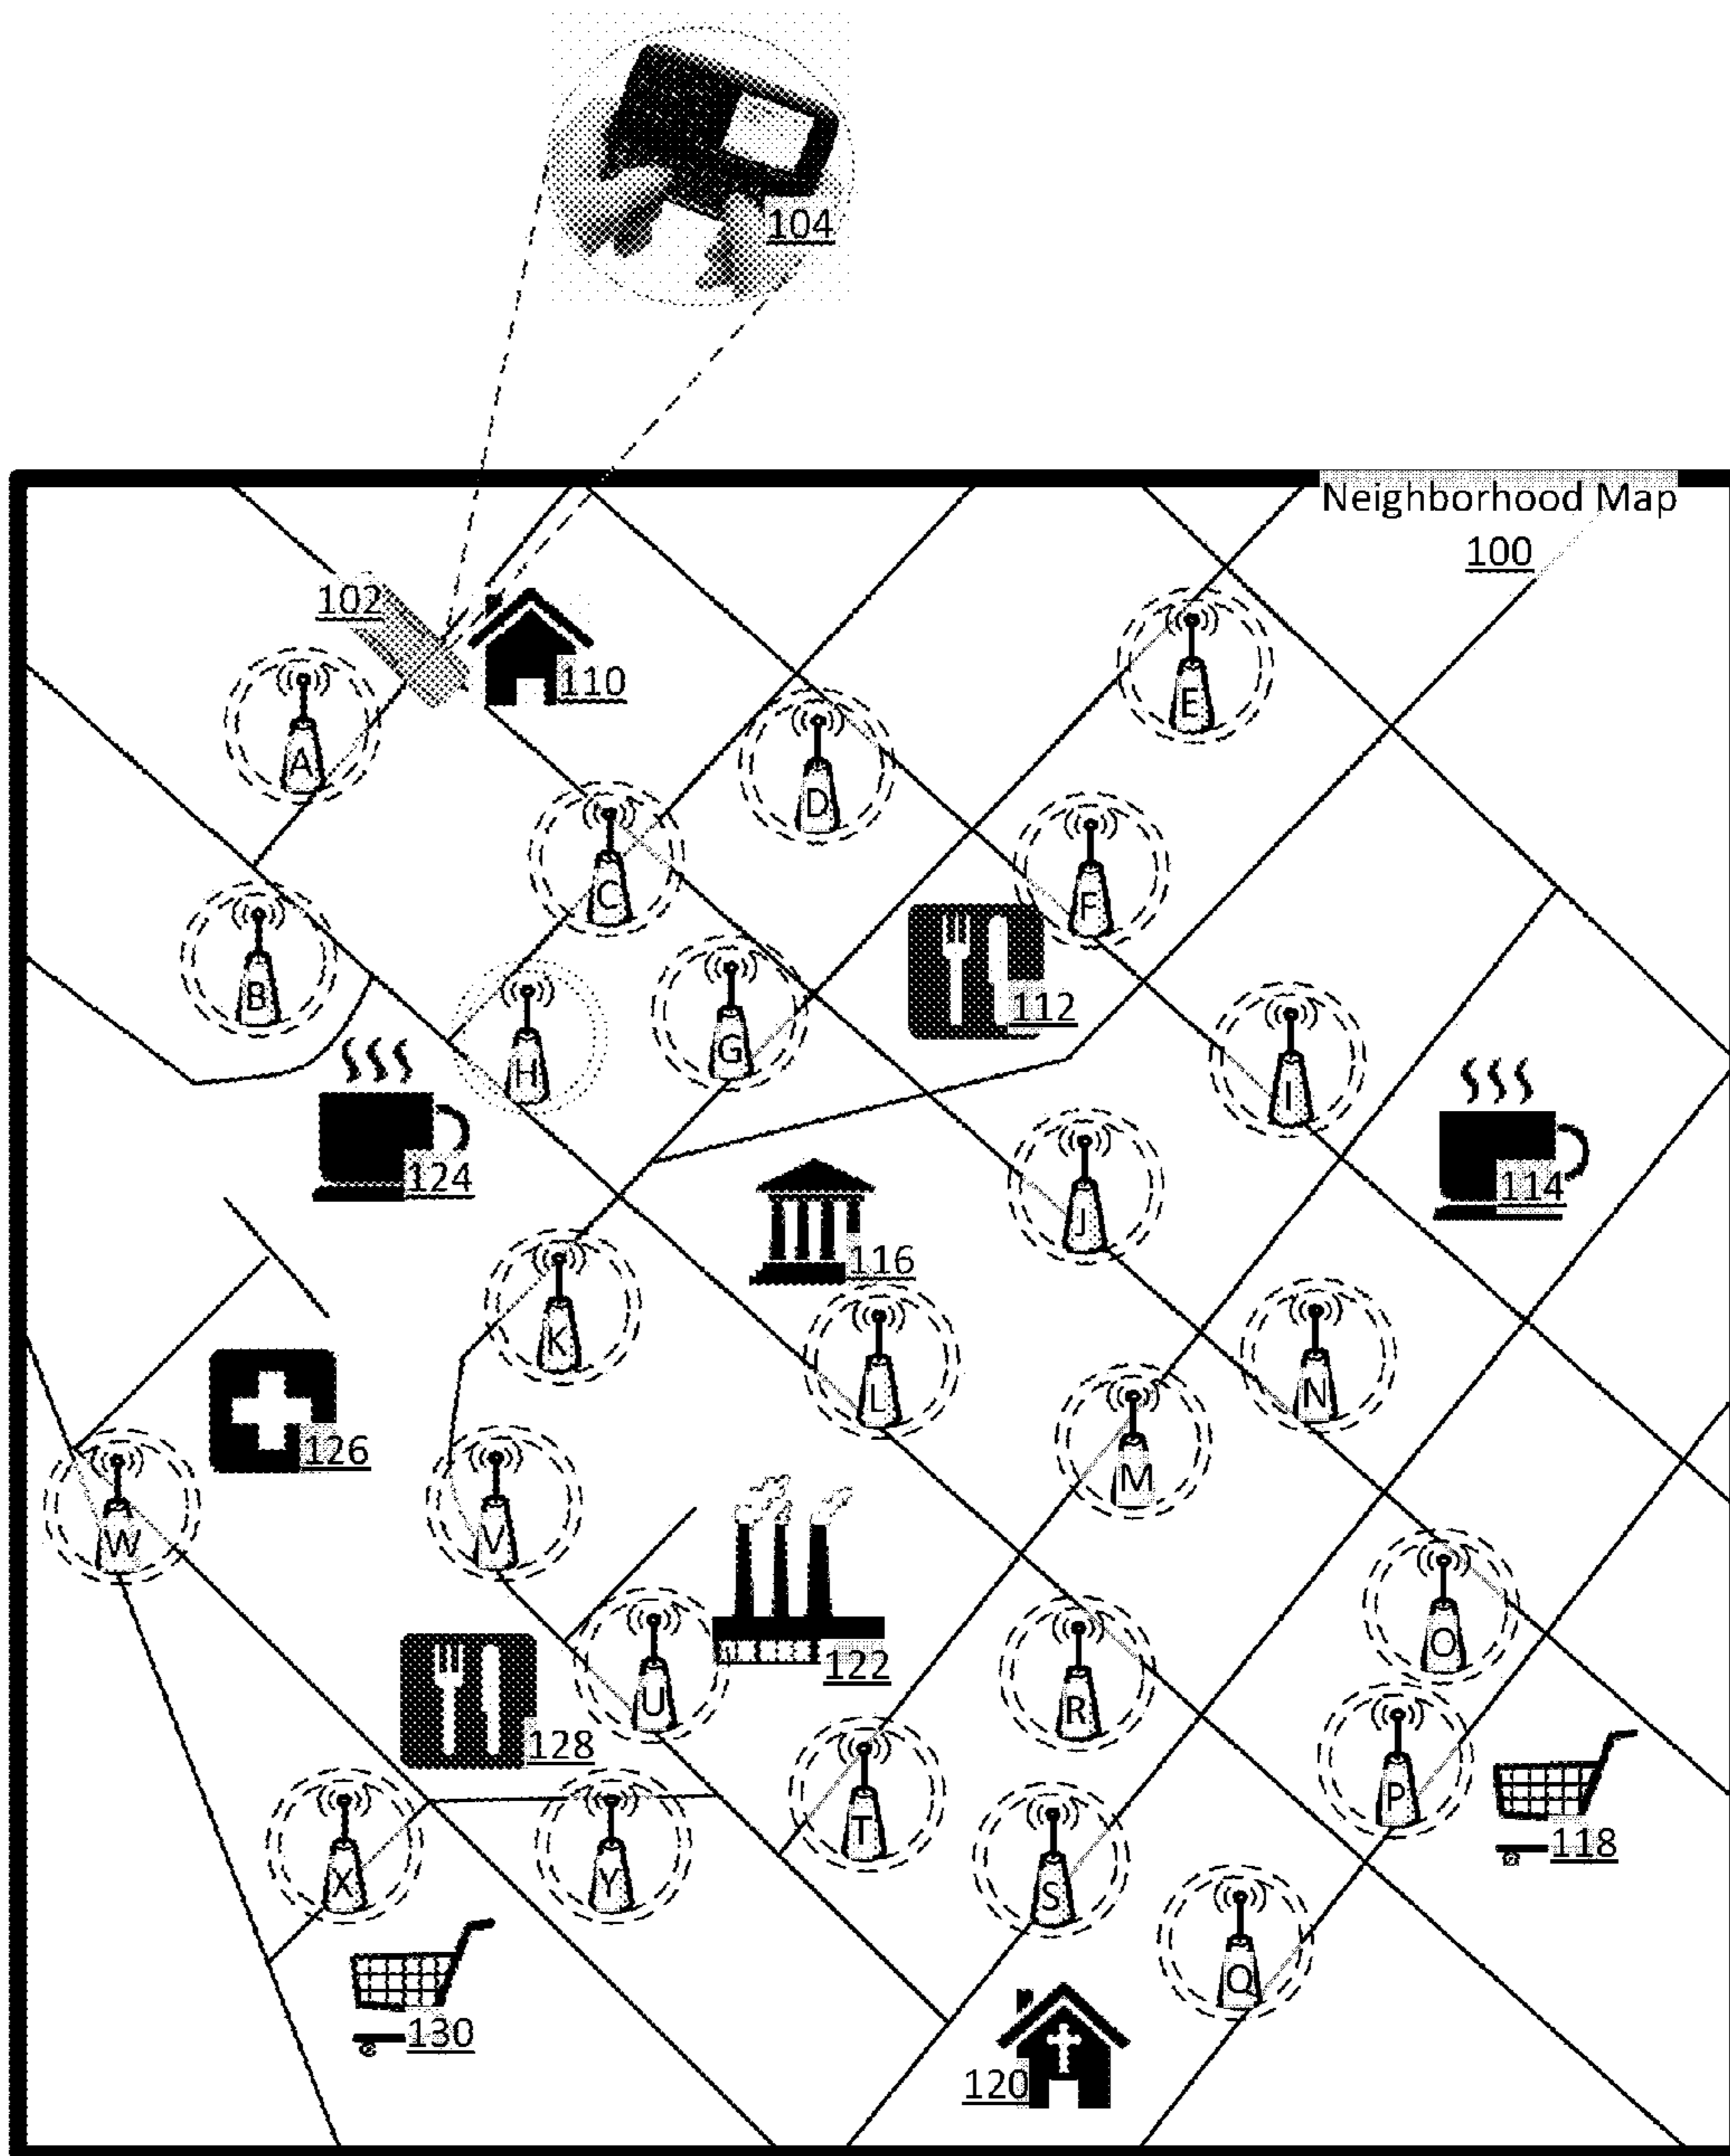 104
Neighborhood Map
100
102
110
E
A
D
C
F
B
112
G
H
I
124
114
J
116
K
N
L
126
M
W
V
O
122
U
R
128
P
T
118
X
Y
S
Q
130
120